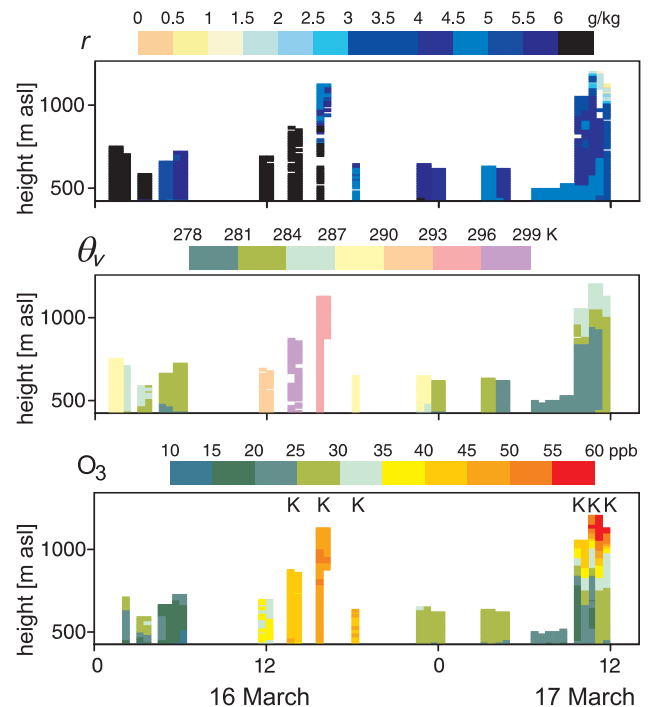 0 0.5 1 1.5 2 2.5 3 3.5 4 4.5 5 5.5 6 g/kg
r
height [m asl]
1000
500
278 281 284 287 290 293 296 299 K
θv
height [m asl]
1000
500
10 15 20 25 30 35 40 45 50 55 60 ppb
O3
K K K K K K
height [m asl]
1000
500
0 12 0 12
16 March 17 March